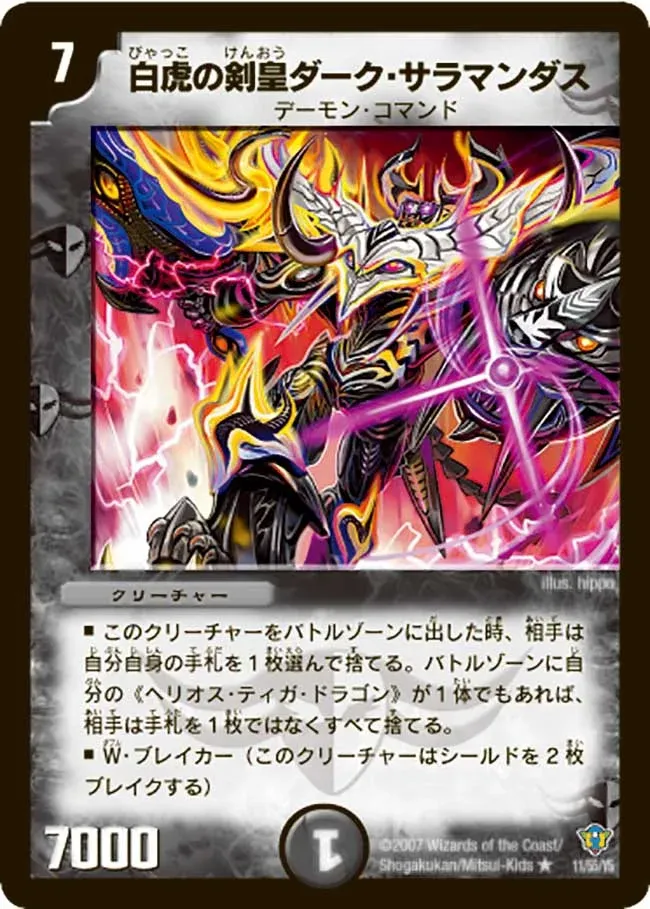 7
びゃっこ けんおう
白虎の剣皇ダーク・サラマンダス
デーモン・コマンド
illus. hippo
クリーチャー
■ このクリーチャーをバトルゾーンに出した時、相手は
自分自身の手札を1枚選んで捨てる。バトルゾーンに自
分の《ヘリオス・ティガ・ドラゴン》が1体でもあれば、
相手は手札を1枚ではなくすべて捨てる。
■ W・ブレイカー（このクリーチャーはシールドを2枚
ブレイクする）
7000
1
©2007 Wizards of the Coast/
Shogakukan/Mitsui-Kids ★ 11/55/Y5